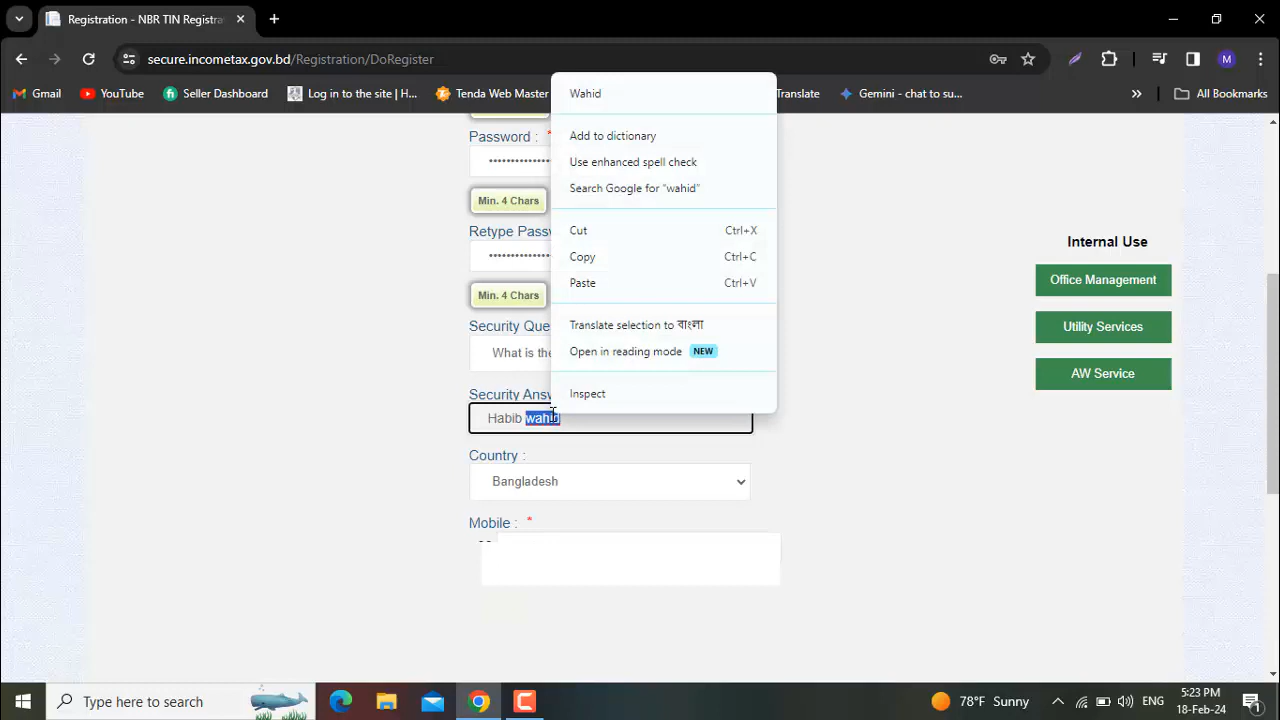 Registration - NBR TIN Registra
secure.incometax.gov.bd/Registration/DoRegister
M
Gmail
YouTube
Seller Dashboard
Log in to the site | H...
Tenda Web Master
Translate
Gemini - chat to su...
All Bookmarks
Password : *
Min. 4 Chars
Retype Passw
Min. 4 Chars
Security Que
What is the
Security Answ
Habib wahid
Country :
Bangladesh
Mobile : *
Wahid
Add to dictionary
Use enhanced spell check
Search Google for "wahid"
Cut Ctrl+X
Copy Ctrl+C
Paste Ctrl+V
Translate selection to বাংলা
Open in reading mode NEW
Inspect
Internal Use
Office Management
Utility Services
AW Service
Type here to search
78°F Sunny
ENG
5:23 PM
18-Feb-24
1